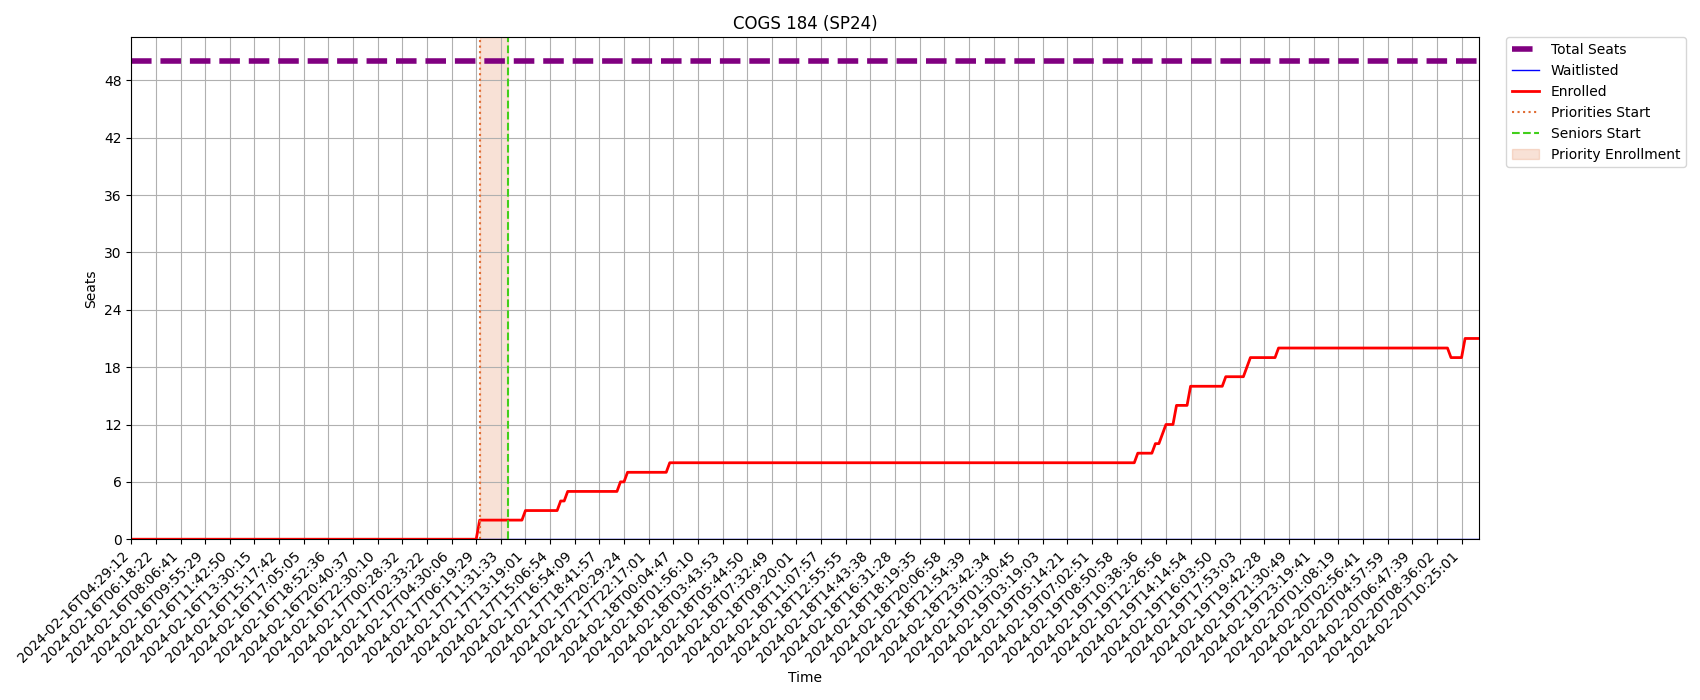 COGS 184 (SP24)
Total Seats
Waitlisted
Enrolled
Priorities Start
Seniors Start
Priority Enrollment
Seats
48
42
36
30
24
18
12
6
0
2024-02-16T04:29:12
2024-02-16T06:18:22
2024-02-16T08:06:41
2024-02-16T09:55:29
2024-02-16T11:42:50
2024-02-16T13:30:15
2024-02-16T15:17:42
2024-02-16T17:05:05
2024-02-16T18:52:36
2024-02-16T20:40:37
2024-02-16T22:30:10
2024-02-17T00:28:32
2024-02-17T02:33:22
2024-02-17T04:30:06
2024-02-17T06:19:29
2024-02-17T11:31:33
2024-02-17T13:19:01
2024-02-17T15:06:54
2024-02-17T16:54:09
2024-02-17T18:41:57
2024-02-17T20:29:24
2024-02-17T22:17:01
2024-02-18T00:04:47
2024-02-18T01:56:10
2024-02-18T03:43:53
2024-02-18T05:44:50
2024-02-18T07:32:49
2024-02-18T09:20:01
2024-02-18T11:07:57
2024-02-18T12:55:55
2024-02-18T14:43:38
2024-02-18T16:31:28
2024-02-18T18:19:35
2024-02-18T20:06:58
2024-02-18T21:54:39
2024-02-18T23:42:34
2024-02-19T01:30:45
2024-02-19T03:19:03
2024-02-19T05:14:21
2024-02-19T07:02:51
2024-02-19T08:50:58
2024-02-19T10:38:36
2024-02-19T12:26:56
2024-02-19T14:14:54
2024-02-19T16:03:50
2024-02-19T17:53:03
2024-02-19T19:42:28
2024-02-19T21:30:49
2024-02-19T23:19:41
2024-02-20T01:08:19
2024-02-20T02:56:41
2024-02-20T04:57:59
2024-02-20T06:47:39
2024-02-20T08:36:02
2024-02-20T10:25:01
Time